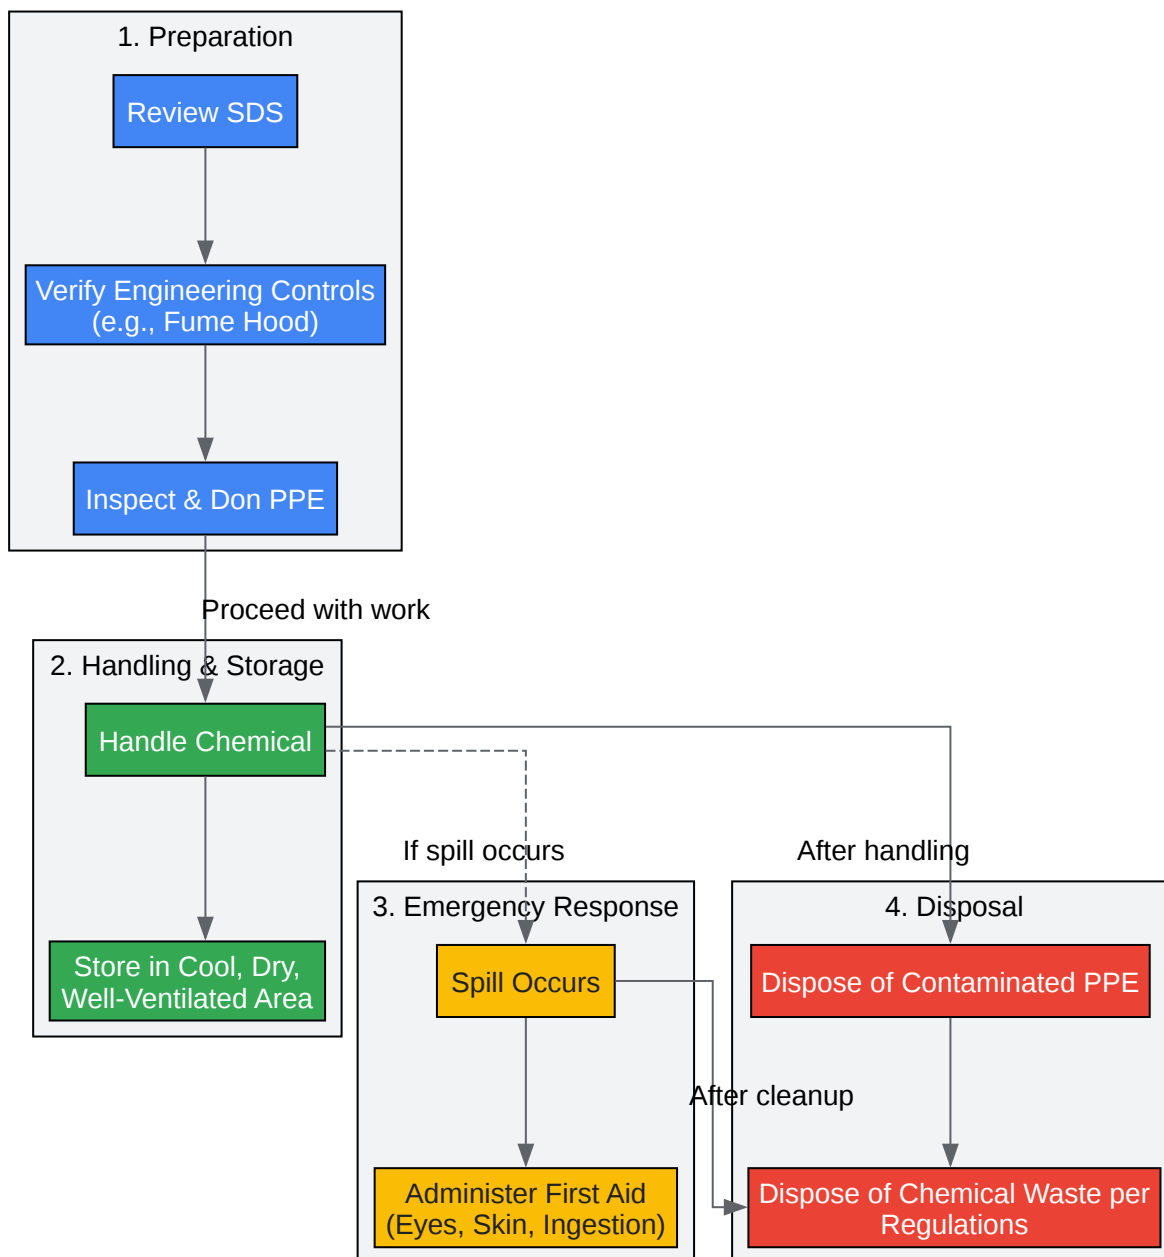 1. Preparation
Review SDS
Verify Engineering Controls
(e.g., Fume Hood)
Inspect & Don PPE
Proceed with work
2. Handling & Storage
Handle Chemical
Store in Cool, Dry,
Well-Ventilated Area
If spill occurs
3. Emergency Response
Spill Occurs
Administer First Aid
(Eyes, Skin, Ingestion)
After handling
4. Disposal
Dispose of Contaminated PPE
After cleanup
Dispose of Chemical Waste per
Regulations